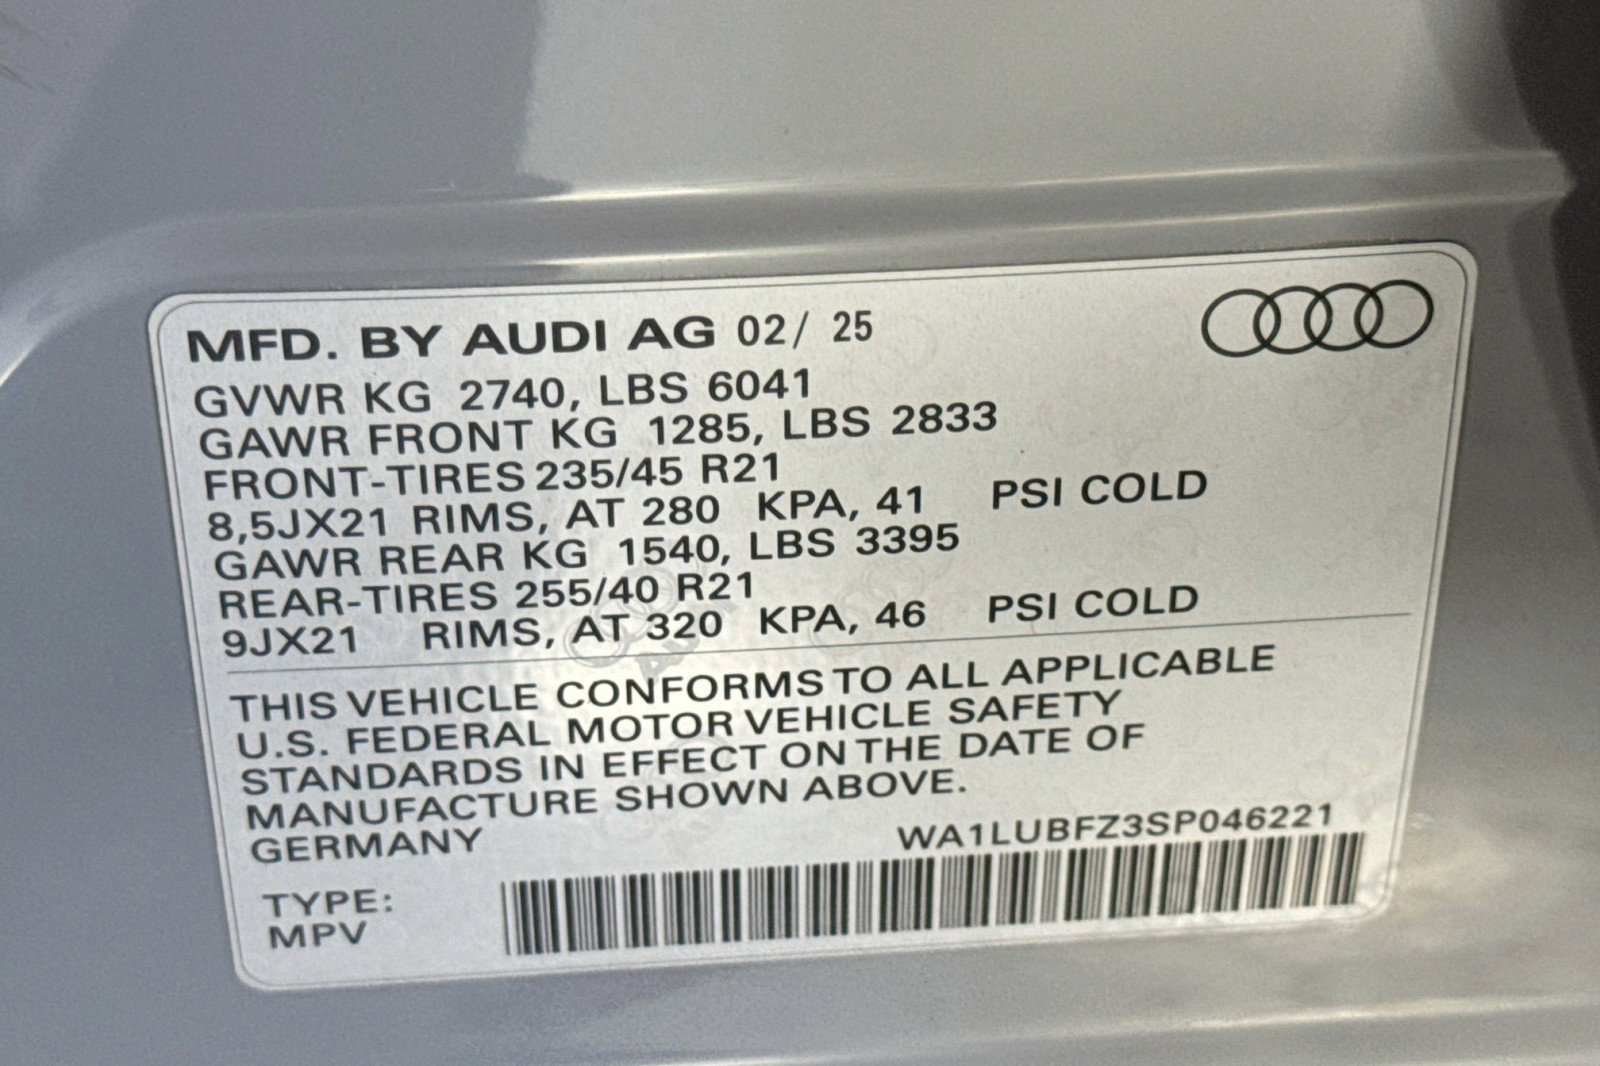 MFD. BY AUDI AG 02/ 25
GVWR KG 2740, LBS 6041
GAWR FRONT KG 1285, LBS 2833
FRONT-TIRES 235/45 R21
8,5JX21 RIMS, AT 280 KPA, 41 PSI COLD
GAWR REAR KG 1540, LBS 3395
REAR-TIRES 255/40 R21
9JX21 RIMS, AT 320 KPA, 46 PSI COLD
THIS VEHICLE CONFORMS TO ALL APPLICABLE
U.S. FEDERAL MOTOR VEHICLE SAFETY
STANDARDS IN EFFECT ON THE DATE OF
MANUFACTURE SHOWN ABOVE.
GERMANY WA1LUBFZ3SP046221
TYPE:
MPV